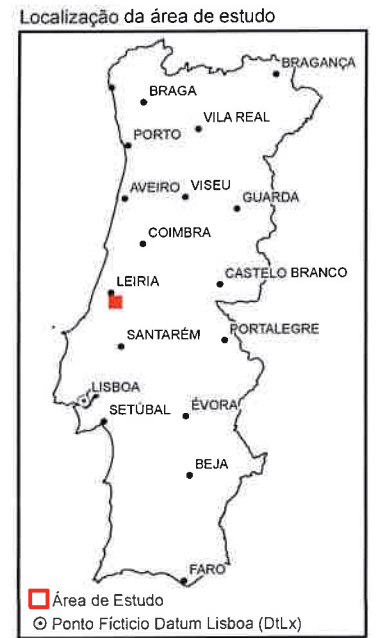 Localização da área de estudo
BRAGANÇA
BRAGA
VILA REAL
PORTO
AVEIRO
VISEU
GUARDA
COIMBRA
LEIRIA
CASTELO BRANCO
SANTARÉM
PORTALEGRE
LISBOA
SETÚBAL
ÉVORA
BEJA
FARO
Área de Estudo
Ponto Fícticio Datum Lisboa (DtLx)